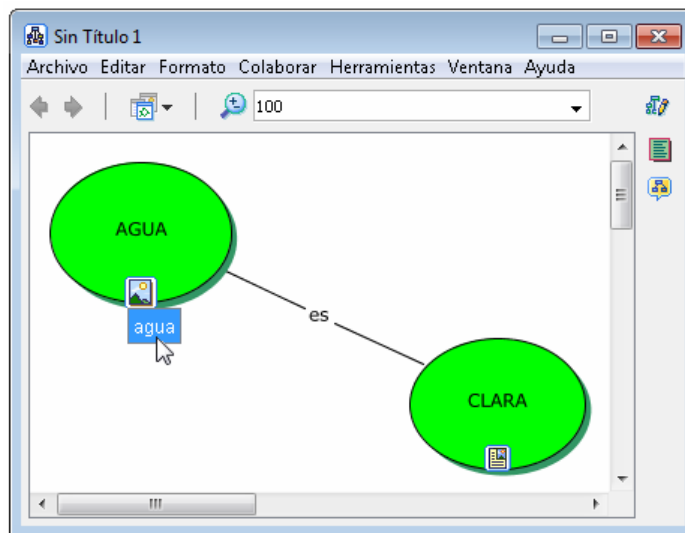 Sin Título 1
Archivo Editar Formato Colaborar Herramientas Ventana Ayuda
100
AGUA
agua
es
CLARA